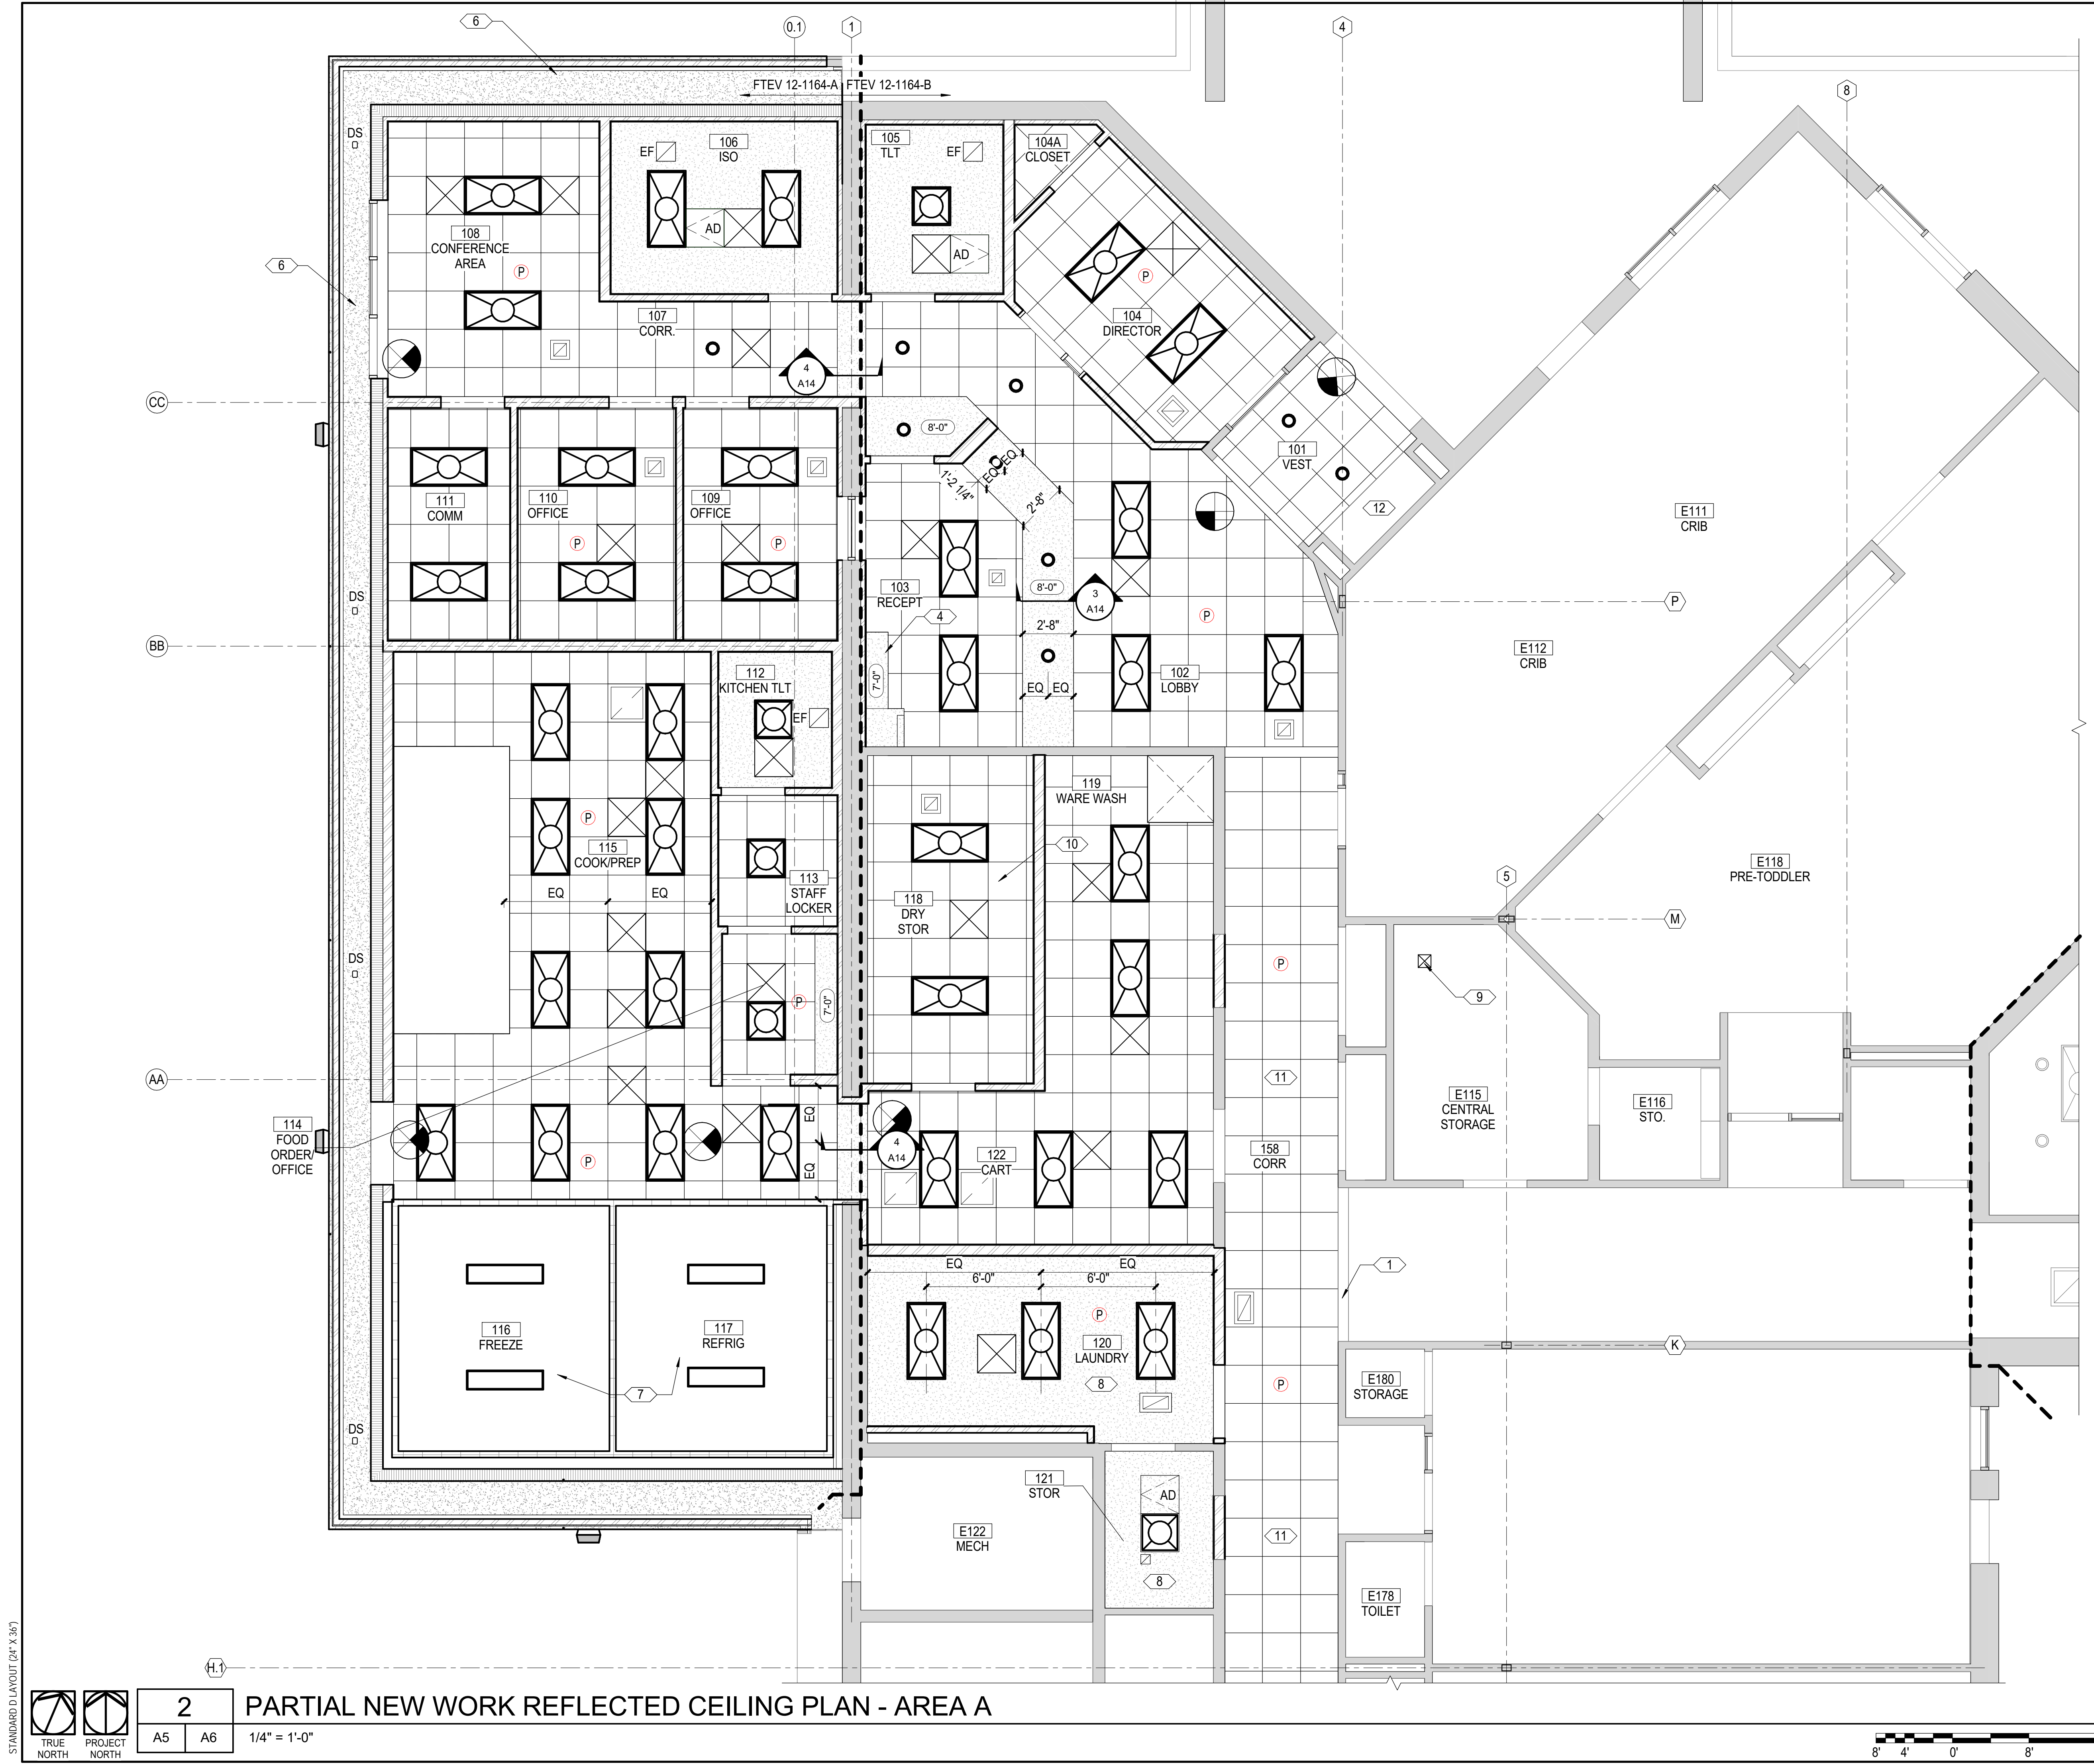 6
0.1
1
4
8
FTEV 12-1164-A
FTEV 12-1164-B
DS
EF
106
ISO
105
TLT
EF
104A
CLOSET
AD
AD
108
CONFERENCE
AREA
P
6
P
107
CORR.
104
DIRECTOR
4
A14
CC
8'-0"
EQ
EQ
1'-2 1/4"
2'-8"
101
VEST
12
111
COMM
110
OFFICE
109
OFFICE
P
P
E111
CRIB
DS
103
RECEPT
4
8'-0"
3
A14
P
P
2'-8"
BB
E112
CRIB
112
KITCHEN TLT
EF
7'-0"
EQ
EQ
102
LOBBY
119
WARE WASH
P
115
COOK/PREP
10
EQ
EQ
113
STAFF
LOCKER
118
DRY
STOR
E118
PRE-TODDLER
5
M
DS
P
7'-0"
P
9
AA
11
E115
CENTRAL
STORAGE
E116
STO.
114
FOOD
ORDER/
OFFICE
EQ
EQ
P
4
A14
122
CART
158
CORR
EQ
EQ
6'-0"
6'-0"
1
116
FREEZE
117
REFRIG
P
120
LAUNDRY
K
7
8
P
E180
STORAGE
DS
121
STOR
AD
E122
MECH
11
8
E178
TOILET
H.1
STANDARD D LAYOUT (24" X 36")
TRUE
NORTH
PROJECT
NORTH
2
A5
A6
PARTIAL NEW WORK REFLECTED CEILING PLAN - AREA A
1/4" = 1'-0"
8'
4'
0'
8'